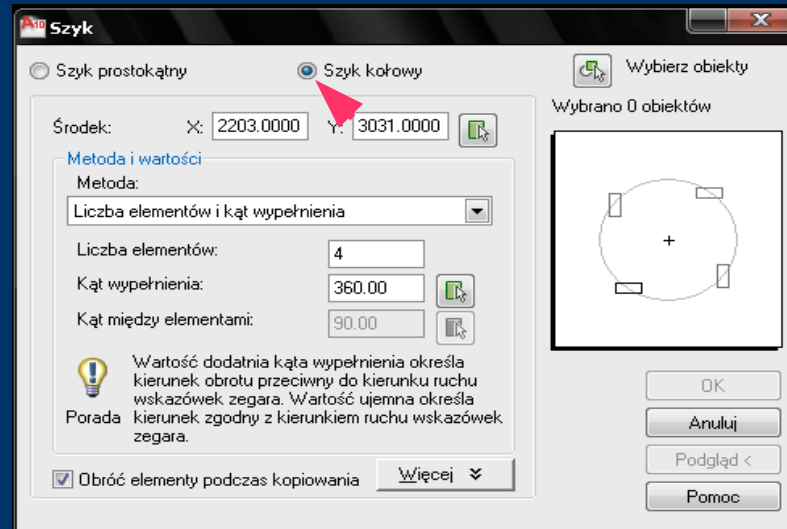 A10 Szyk
Szyk prostokątny
Szyk kołowy
Wybierz obiekty
Wybrano 0 obiektów
Środek: X: 2203.0000 Y: 3031.0000
Metoda i wartości
Metoda:
Liczba elementów i kąt wypełnienia
Liczba elementów: 4
Kąt wypełnienia: 360.00
Kąt między elementami: 90.00
Porada
Wartość dodatnia kąta wypełnienia określa
kierunek obrotu przeciwny do kierunku ruchu
wskazówek zegara. Wartość ujemna określa
kierunek zgodny z kierunkiem ruchu wskazówek
zegara.
Obróć elementy podczas kopiowania
Więcej
OK
Anuluj
Podgląd <
Pomoc